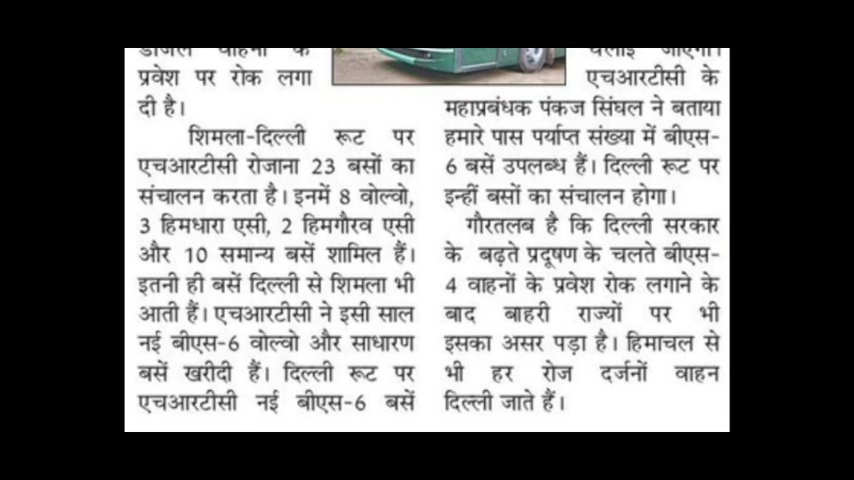 डीजल वाहनों के
प्रवेश पर रोक लगा
दी है।
शिमला-दिल्ली रूट पर
एचआरटीसी रोजाना 23 बसों का
संचालन करता है। इनमें 8 वोल्वो,
3 हिमधारा एसी, 2 हिमगौरव एसी
और 10 समान्य बसें शामिल हैं।
इतनी ही बसें दिल्ली से शिमला भी
आती हैं। एचआरटीसी ने इसी साल
नई बीएस-6 वोल्वो और साधारण
बसें खरीदी हैं। दिल्ली रूट पर
एचआरटीसी नई बीएस-6 बसें
चलाई जाएंगी।
एचआरटीसी के
महाप्रबंधक पंकज सिंघल ने बताया
हमारे पास पर्याप्त संख्या में बीएस-
6 बसें उपलब्ध हैं। दिल्ली रूट पर
इन्हीं बसों का संचालन होगा।
गौरतलब है कि दिल्ली सरकार
के बढ़ते प्रदूषण के चलते बीएस-
4 वाहनों के प्रवेश रोक लगाने के
बाद बाहरी राज्यों पर भी
इसका असर पड़ा है। हिमाचल से
भी हर रोज दर्जनों वाहन
दिल्ली जाते हैं।